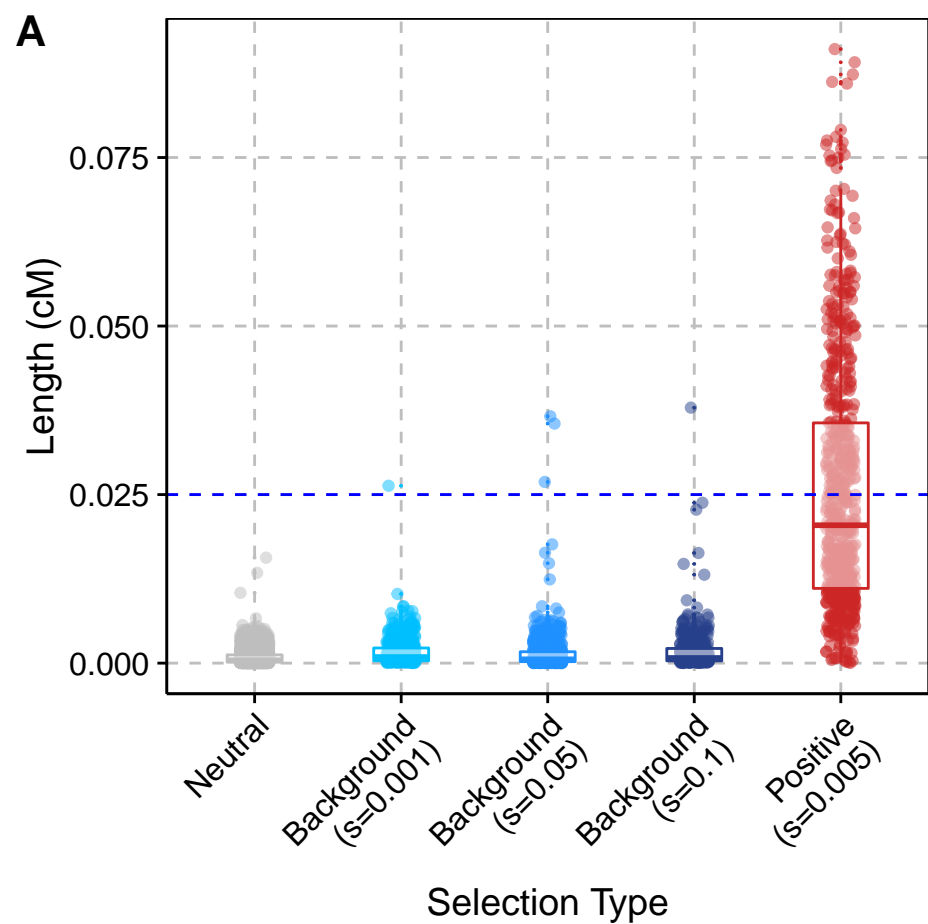 A
Length (cM)
0.075
0.050
0.025
0.000
Neutral
Background
(s=0.001)
Background
(s=0.05)
Background
(s=0.1)
Positive
(s=0.005)
Selection Type